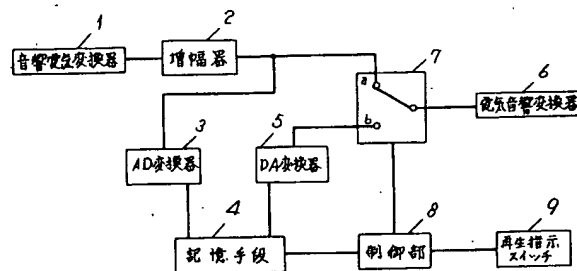 1
音響電気変換器
2
増幅器
7
a
b
6
電気音響変換器
3
AD変換器
5
DA変換器
4
記憶手段
8
制御部
9
再生指示
スイッチ